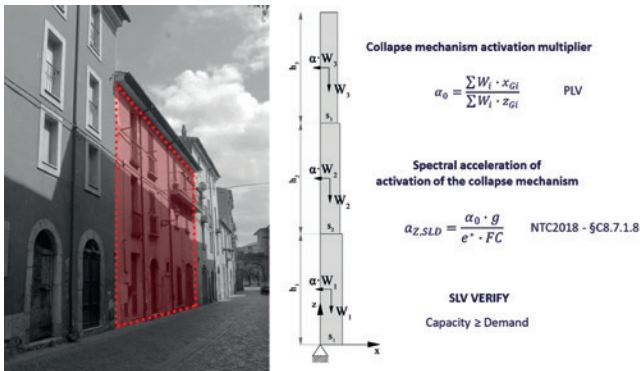 Collapse mechanism activation multiplier
α₀ = ∑ Wᵢ · x_Gi / ∑ Wᵢ · z_Gi
PLV
Spectral acceleration of
activation of the collapse mechanism
a_Z,SLD = α₀ · g / e* · FC
NTC2018 - §C8.7.1.8
SLV VERIFY
Capacity ≥ Demand
h₃
α·W₃
W₃
s₃
h₂
α·W₂
W₂
s₂
h₁
α·W₁
W₁
z
s₁
x